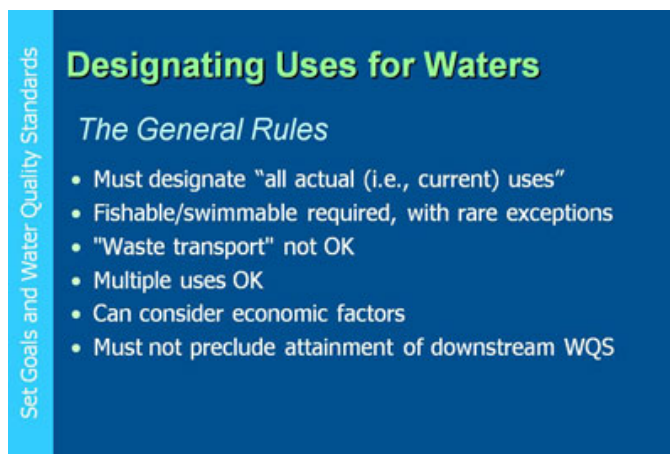 Set Goals and Water Quality Standards
Designating Uses for Waters
The General Rules
• Must designate “all actual (i.e., current) uses”
• Fishable/swimmable required, with rare exceptions
• "Waste transport" not OK
• Multiple uses OK
• Can consider economic factors
• Must not preclude attainment of downstream WQS